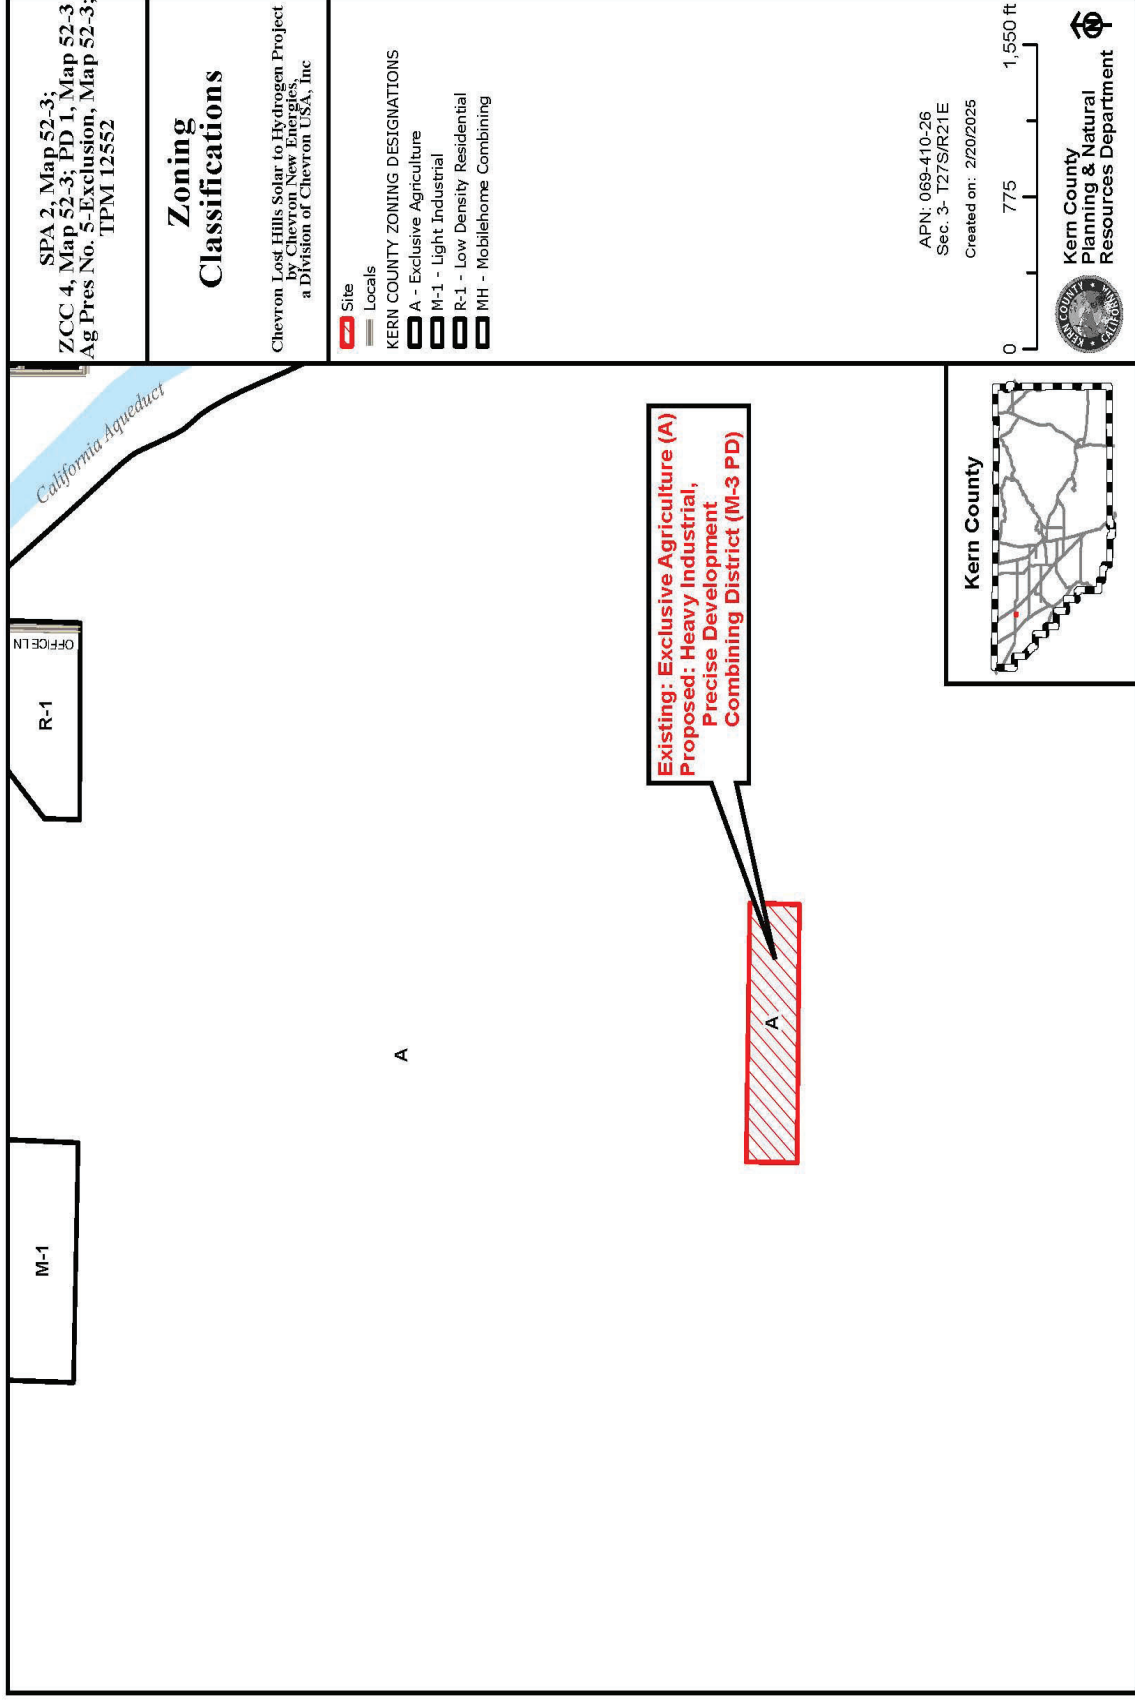 SPA 2, Map 52-3;
ZCC 4, Map 52-3; PD 1, Map 52-3
Ag Pres No. 5-Exclusion, Map 52-3;
TPM 12552
Zoning
Classifications
Chevron Lost Hills Solar to Hydrogen Project
by Chevron New Energies,
a Division of Chevron USA, Inc
Site
Locals
KERN COUNTY ZONING DESIGNATIONS
A - Exclusive Agriculture
M-1 - Light Industrial
R-1 - Low Density Residential
MH - Mobilehome Combining
APN: 069-410-26
Sec. 3- T27S/R21E
Created on: 2/20/2025
0 775 1,550 ft
N
Kern County
Planning & Natural
Resources Department
KERN COUNTY
CALIFORNIA
M-1
R-1
OFFICE LN
California Aqueduct
A
A
Existing: Exclusive Agriculture (A)
Proposed: Heavy Industrial,
Precise Development
Combining District (M-3 PD)
Kern County